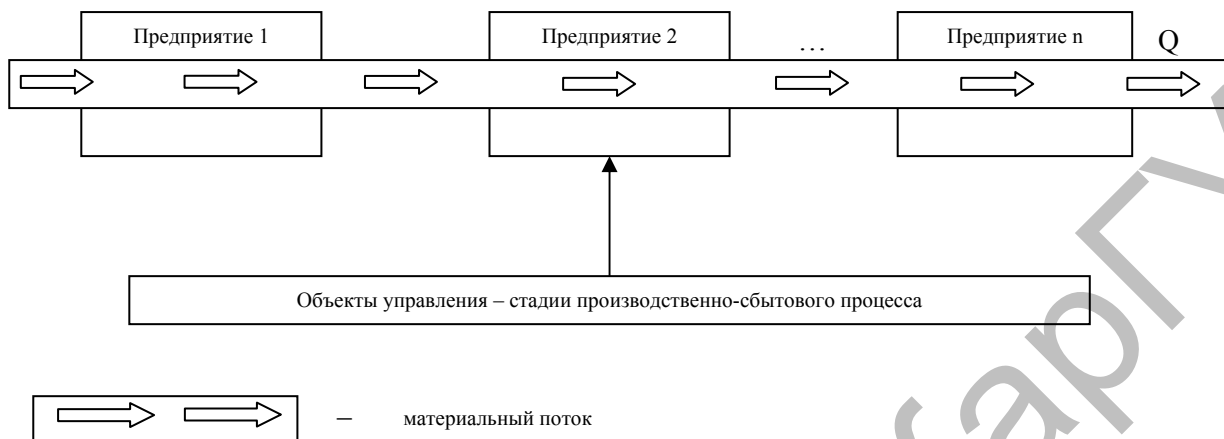 Предприятие 1
Предприятие 2
…
Предприятие n
Q
Объекты управления – стадии производственно-сбытового процесса
– материальный поток